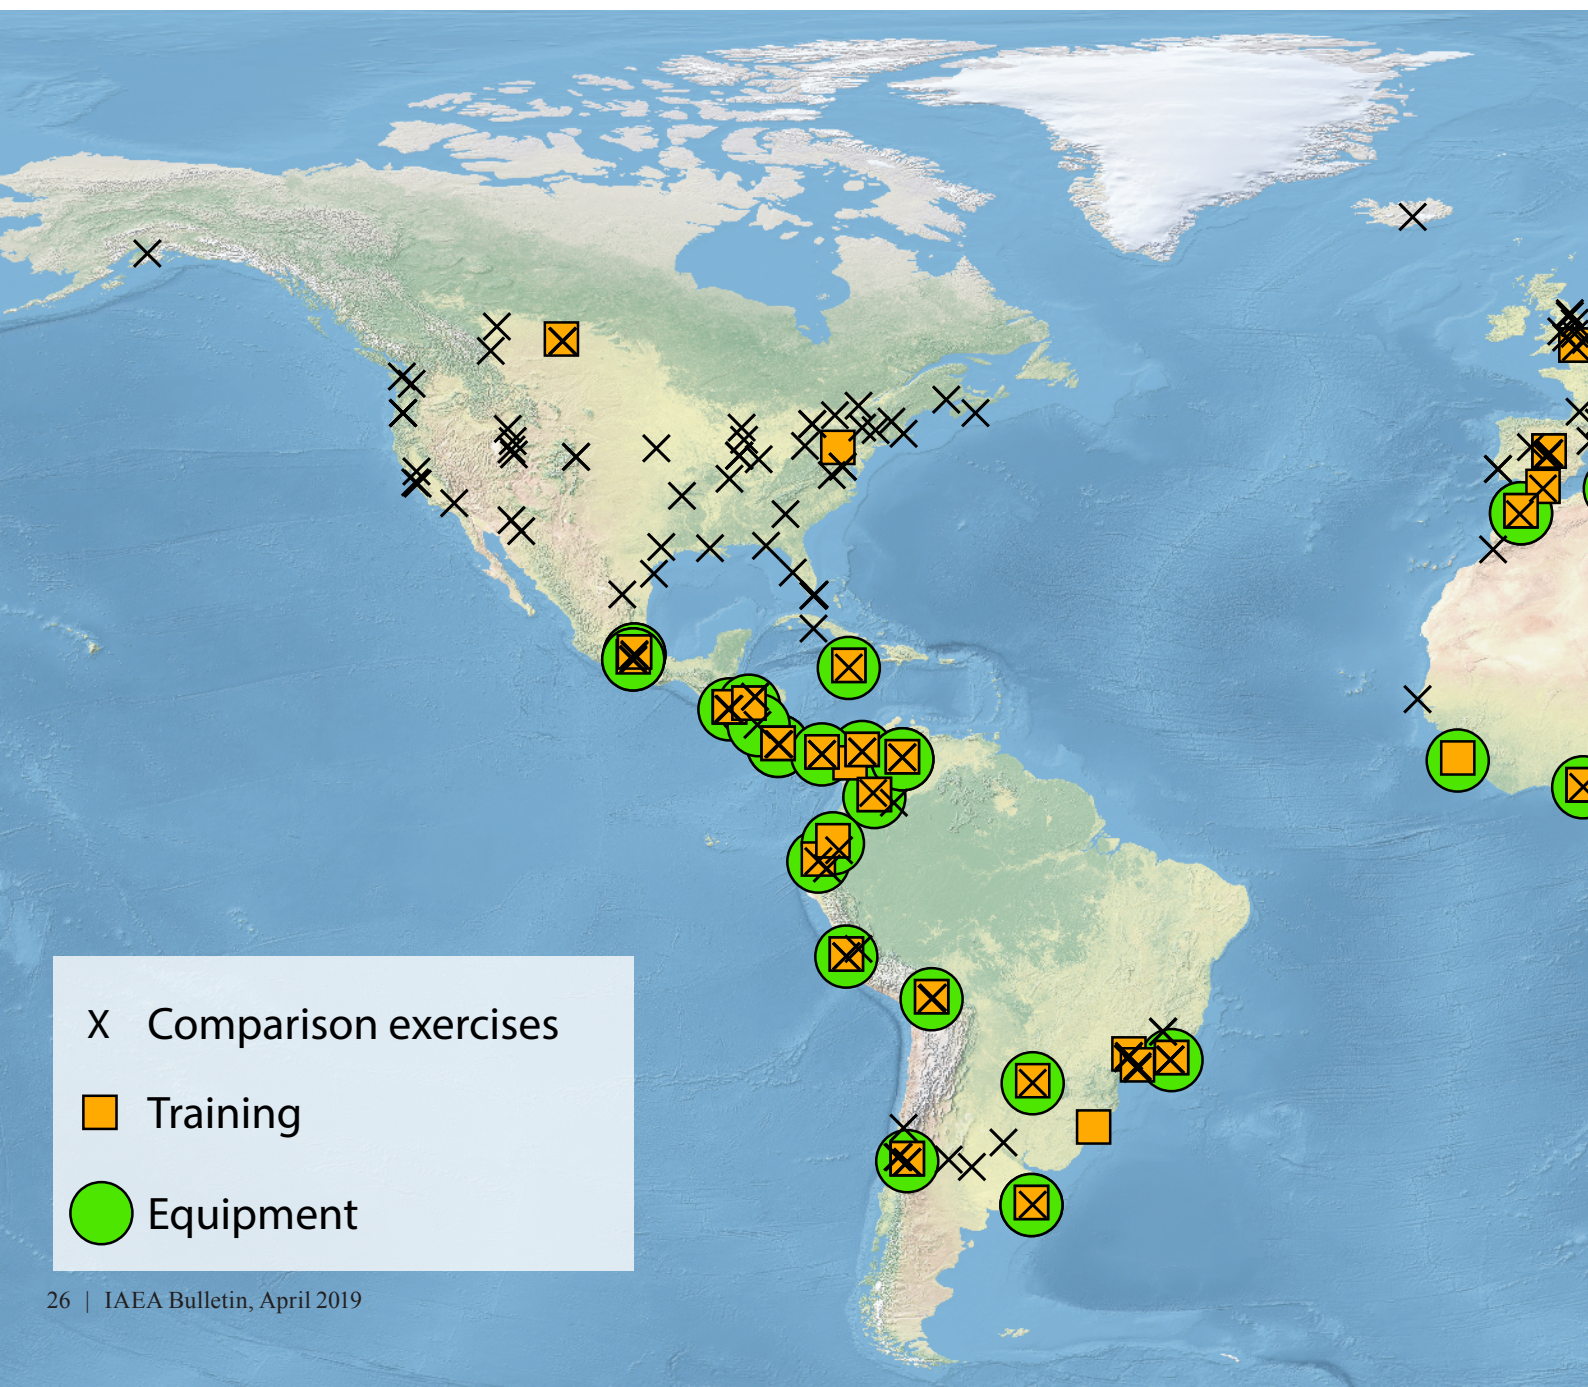 X Comparison exercises
Training
Equipment
26 | IAEA Bulletin, April 2019